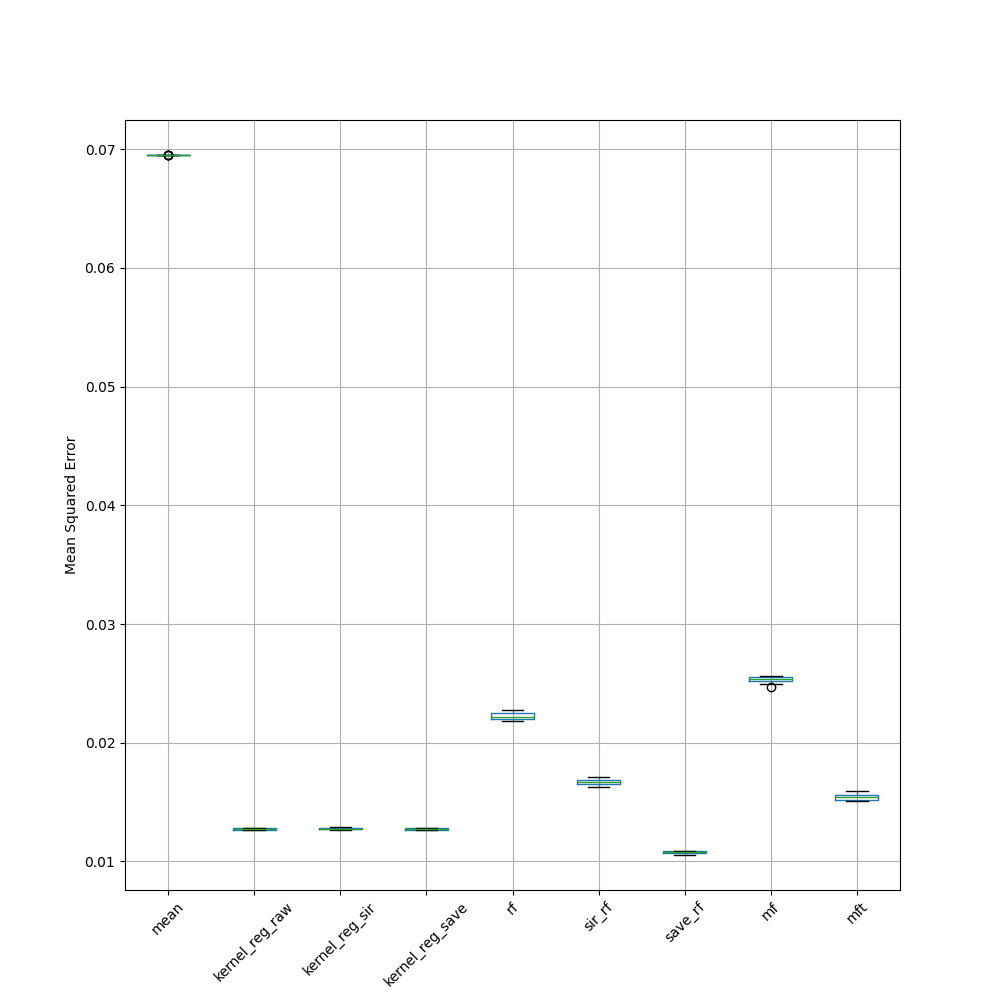 0.07
0.06
0.05
0.04
0.03
0.02
0.01
Mean Squared Error
mean
kernel_reg_raw
kernel_reg_sir
kernel_reg_save
rf
sir_rf
save_rf
mf
mft